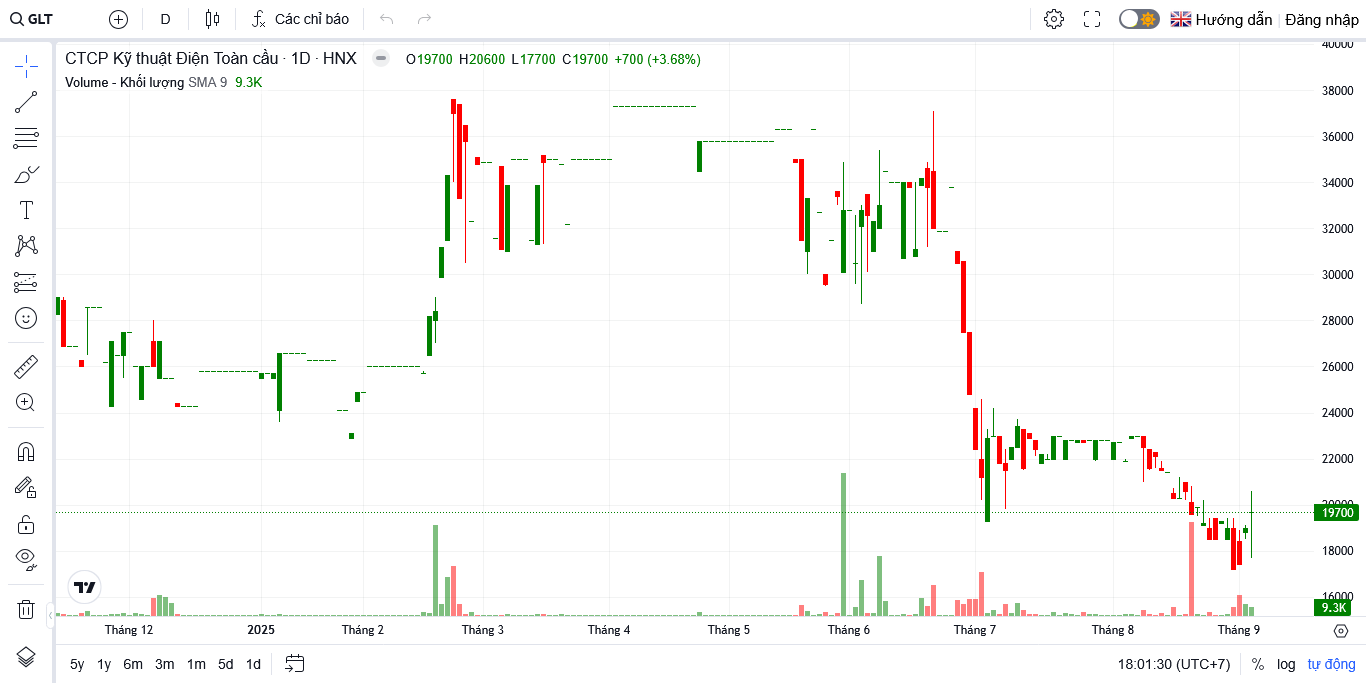 GLT D Các chỉ báo Hướng dẫn Đăng nhập
CTCP Kỹ thuật Điện Toàn cầu · 1D · HNX O19700 H20600 L17700 C19700 +700 (+3.68%)
Volume - Khối lượng SMA 9 9.3K
40000
38000
36000
34000
32000
30000
28000
26000
24000
22000
20000
19700
18000
16000
9.3K
Tháng 12 2025 Tháng 2 Tháng 3 Tháng 4 Tháng 5 Tháng 6 Tháng 7 Tháng 8 Tháng 9
5y 1y 6m 3m 1m 5d 1d 18:01:30 (UTC+7) % log tự động